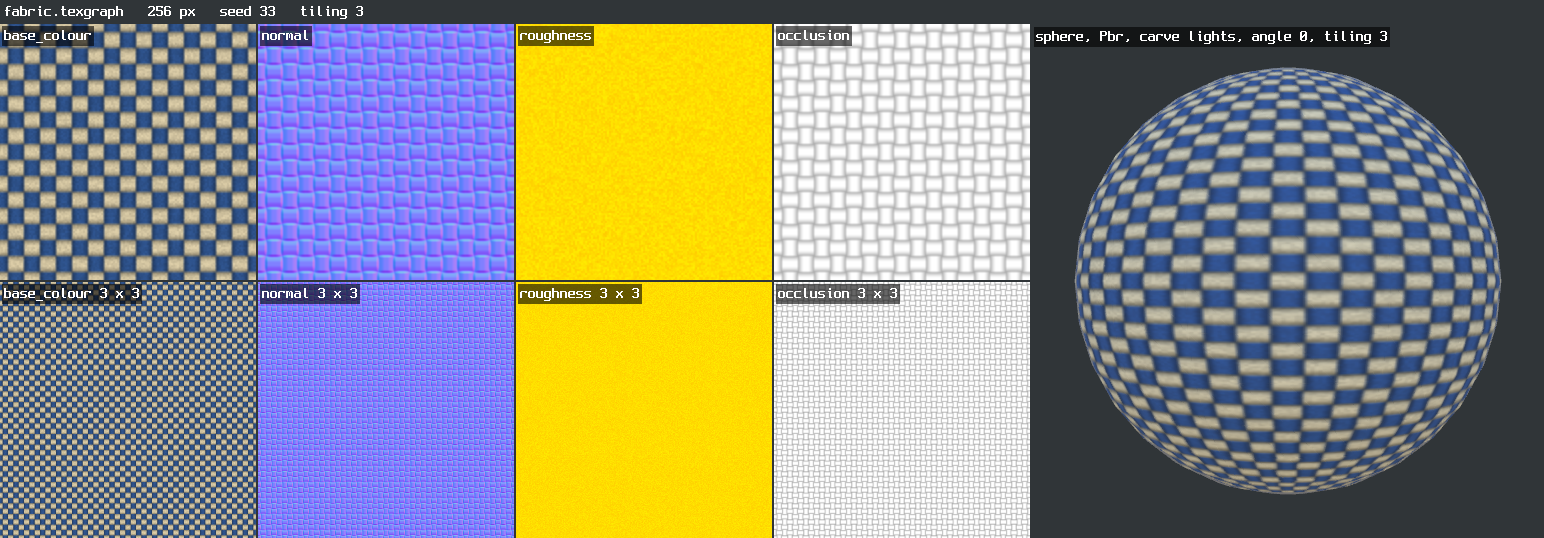 fabric.texgraph 256 px seed 33 tiling 3
base_colour
normal
roughness
occlusion
sphere, Pbr, carve lights, angle 0, tiling 3
base_colour 3 x 3
normal 3 x 3
roughness 3 x 3
occlusion 3 x 3